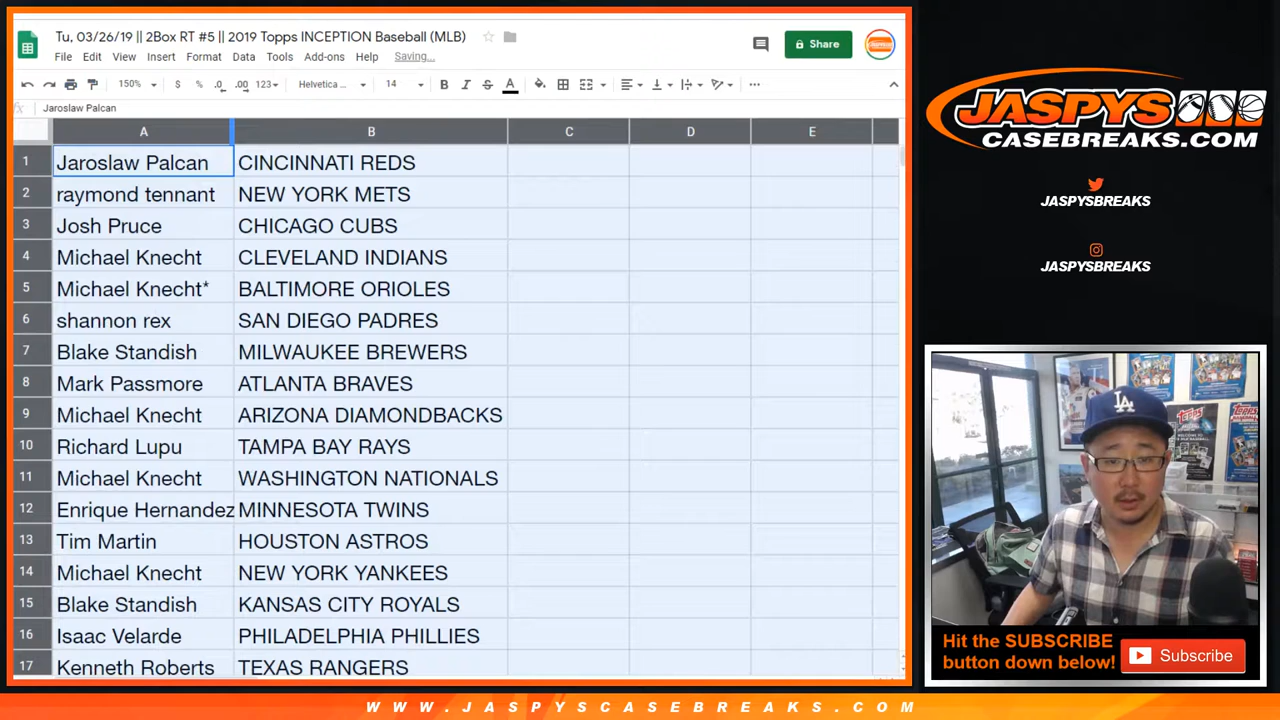 Tu, 03/26/19 || 2Box RT #5 || 2019 Topps INCEPTION Baseball (MLB)
File Edit View Insert Format Data Tools Add-ons Help Saving...
Share
150% $ % .0 .00 123 Helvetica ... 14 B I S A
fx Jaroslaw Palcan
A B C D E
1 Jaroslaw Palcan CINCINNATI REDS
2 raymond tennant NEW YORK METS
3 Josh Pruce CHICAGO CUBS
4 Michael Knecht CLEVELAND INDIANS
5 Michael Knecht* BALTIMORE ORIOLES
6 shannon rex SAN DIEGO PADRES
7 Blake Standish MILWAUKEE BREWERS
8 Mark Passmore ATLANTA BRAVES
9 Michael Knecht ARIZONA DIAMONDBACKS
10 Richard Lupu TAMPA BAY RAYS
11 Michael Knecht WASHINGTON NATIONALS
12 Enrique Hernandez MINNESOTA TWINS
13 Tim Martin HOUSTON ASTROS
14 Michael Knecht NEW YORK YANKEES
15 Blake Standish KANSAS CITY ROYALS
16 Isaac Velarde PHILADELPHIA PHILLIES
17 Kenneth Roberts TEXAS RANGERS
JASPYS
CASEBREAKS.COM
JASPYSBREAKS
JASPYSBREAKS
LA
topps
TOPPS
Hit the SUBSCRIBE
button down below!
Subscribe
WWW.JASPYSCASEBREAKS.COM